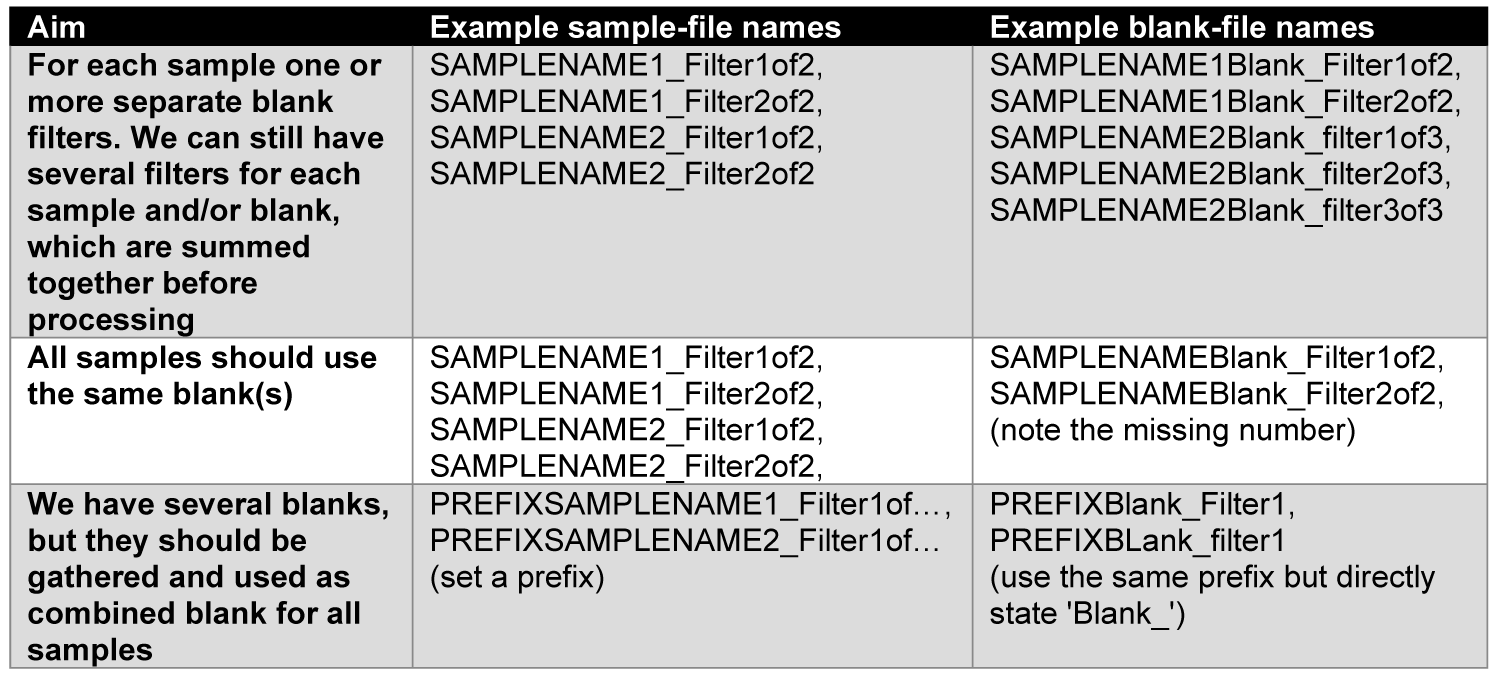 Aim
Example sample-file names
Example blank-file names
For each sample one or
more separate blank
filters. We can still have
several filters for each
sample and/or blank,
which are summed
together before
processing
SAMPLENAME1_Filter1of2,
SAMPLENAME1_Filter2of2,
SAMPLENAME2_Filter1of2,
SAMPLENAME2_Filter2of2
SAMPLENAME1Blank_Filter1of2,
SAMPLENAME1Blank_Filter2of2,
SAMPLENAME2Blank_filter1of3,
SAMPLENAME2Blank_filter2of3,
SAMPLENAME2Blank_filter3of3
All samples should use
the same blank(s)
SAMPLENAME1_Filter1of2,
SAMPLENAME1_Filter2of2,
SAMPLENAME2_Filter1of2,
SAMPLENAME2_Filter2of2,
SAMPLENAMEBlank_Filter1of2,
SAMPLENAMEBlank_Filter2of2,
(note the missing number)
We have several blanks,
but they should be
gathered and used as
combined blank for all
samples
PREFIXSAMPLENAME1_Filter1of…,
PREFIXSAMPLENAME2_Filter1of…
(set a prefix)
PREFIXBlank_Filter1,
PREFIXBLank_filter1
(use the same prefix but directly
state 'Blank_')